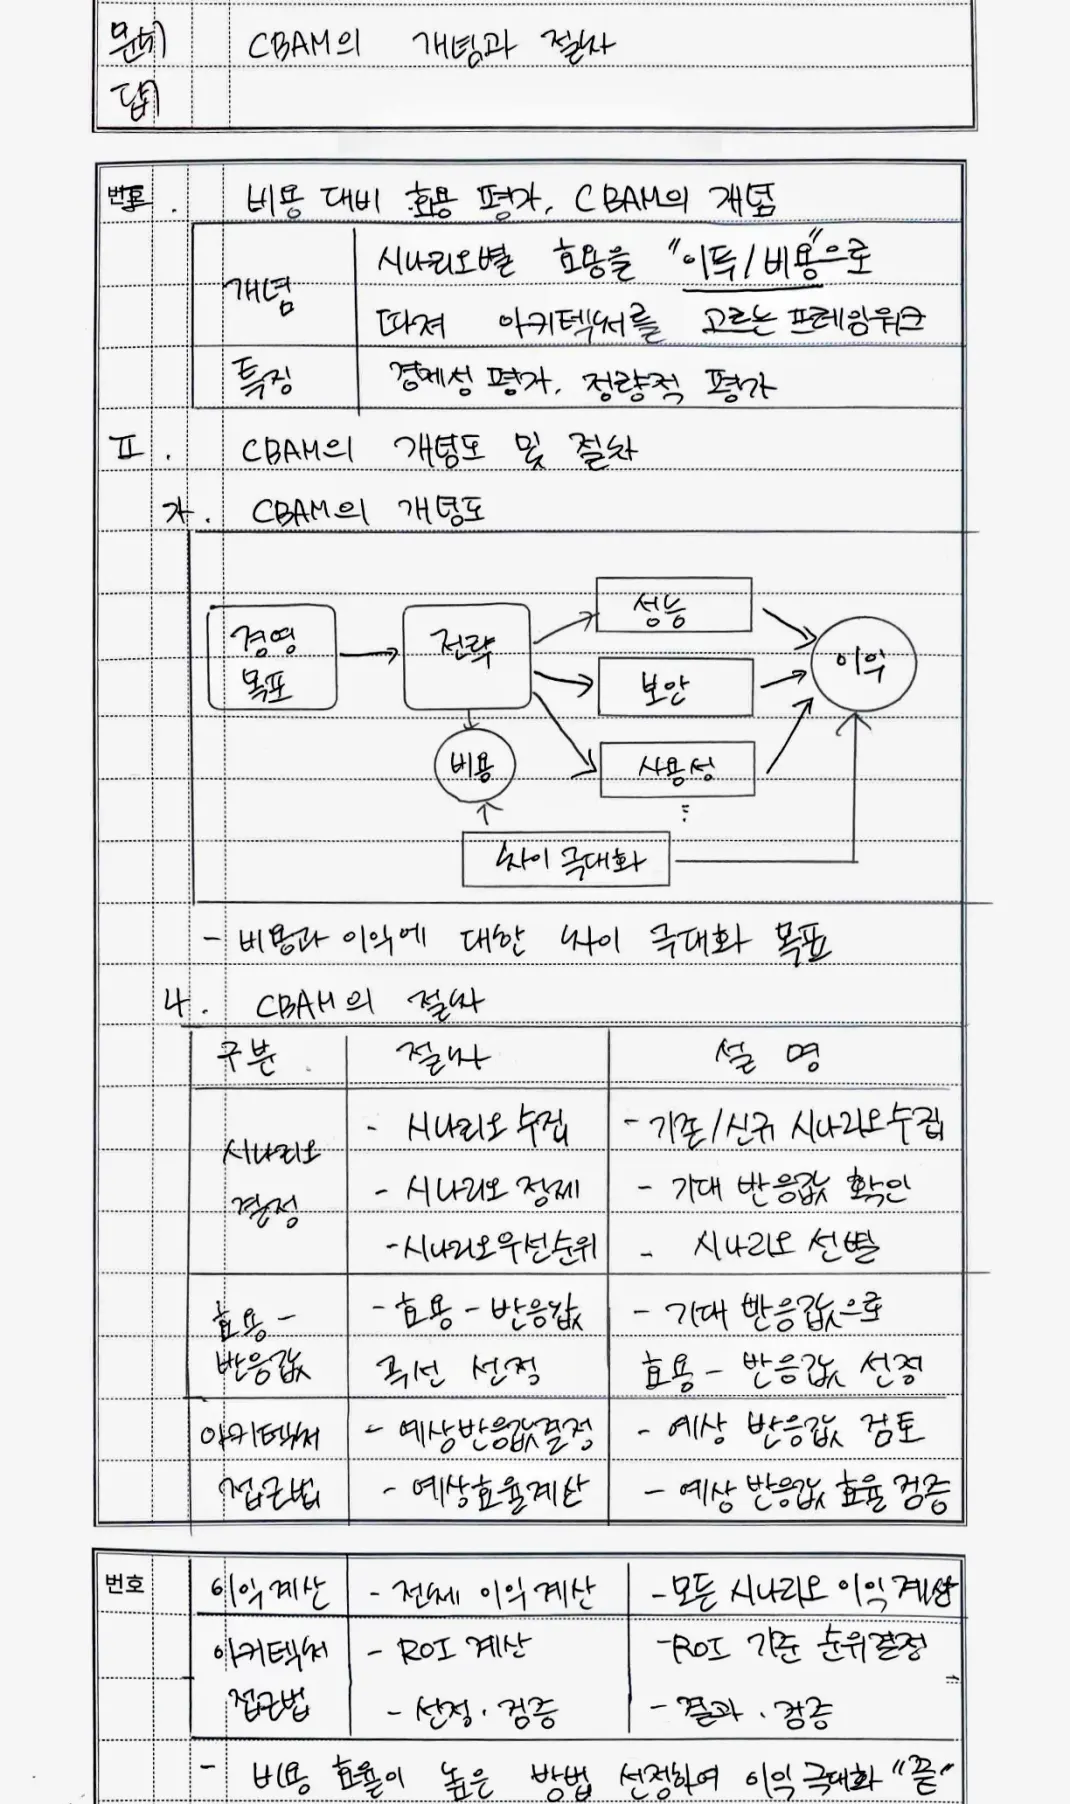 문제 CBAM의 개념과 절차
답
번호 . 비용 대비 효용 평가, CBAM의 개념
개념 시나리오별 효용을 "이득/비용"으로
따져 아키텍처를 고르는 프레임워크
특징 경제성 평가, 정량적 평가
II . CBAM의 개념도 및 절차
가. CBAM의 개념도
경영
목표
전략
성능
보안
사용성
이익
비용
차이 극대화
- 비용과 이익에 대한 차이 극대화 목표
나. CBAM의 절차
구분 절차 설명
시나리오
결정
- 시나리오 수집 - 기존/신규 시나리오 수집
- 시나리오 정제 - 기대 반응값 확인
- 시나리오 우선순위 - 시나리오 선별
효용-
반응값
- 효용-반응값
곡선 선정
- 기대 반응값으로
효용-반응값 선정
아키텍처
접근법
- 예상반응값결정 - 예상 반응값 검토
- 예상효율계산 - 예상 반응값 효율 검증
번호 이익 계산 - 전체 이익 계산 - 모든 시나리오 이익 계상
아키텍처
접근법
- ROI 계산 - ROI 기준 순위결정
- 선정·검증 - 결과·검증
- 비용 효율이 높은 방법 선정하여 이익 극대화 "끝"